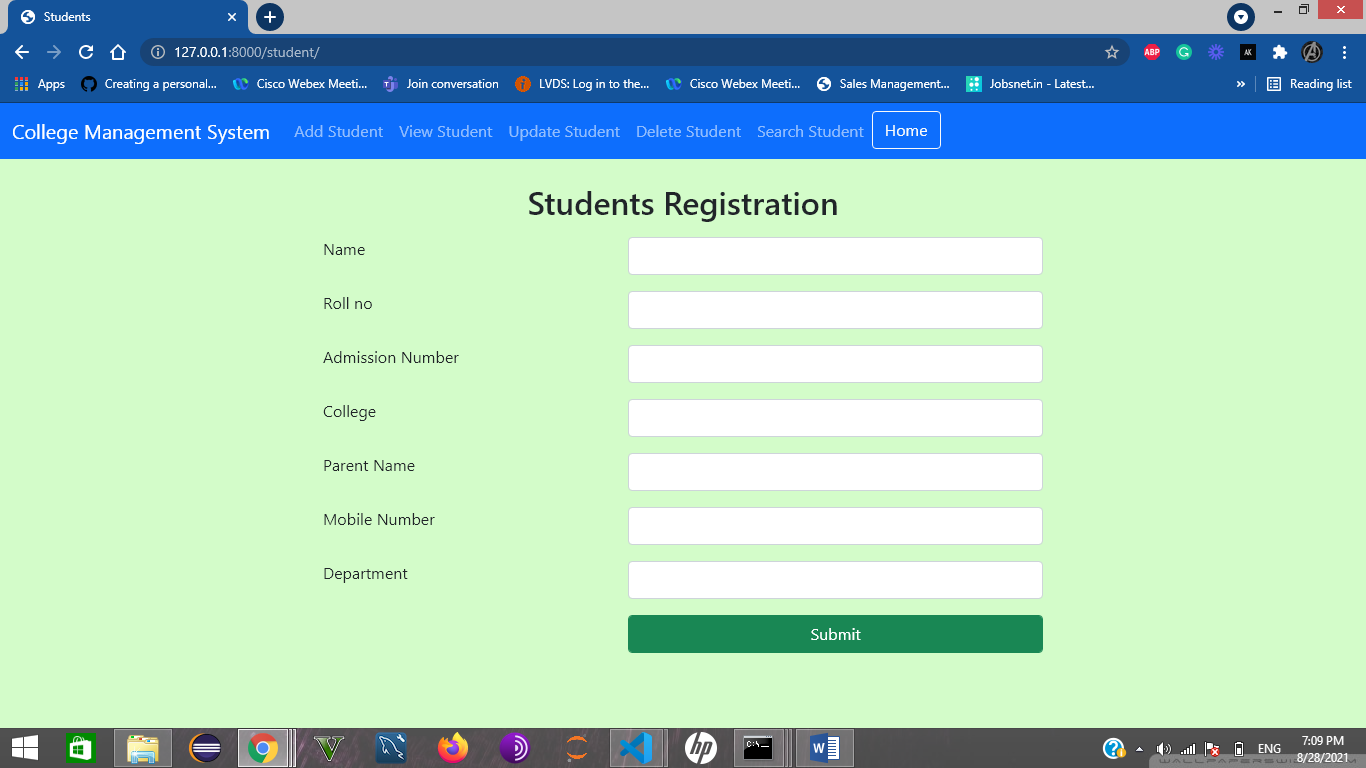 Students
127.0.0.1:8000/student/
ABP
AK
Apps Creating a personal... Cisco Webex Meeti... Join conversation LVDS: Log in to the... Cisco Webex Meeti... Sales Management... Jobsnet.in - Latest... » Reading list
College Management System Add Student View Student Update Student Delete Student Search Student Home
Students Registration
Name
Roll no
Admission Number
College
Parent Name
Mobile Number
Department
Submit
ENG
7:09 PM
8/28/2021